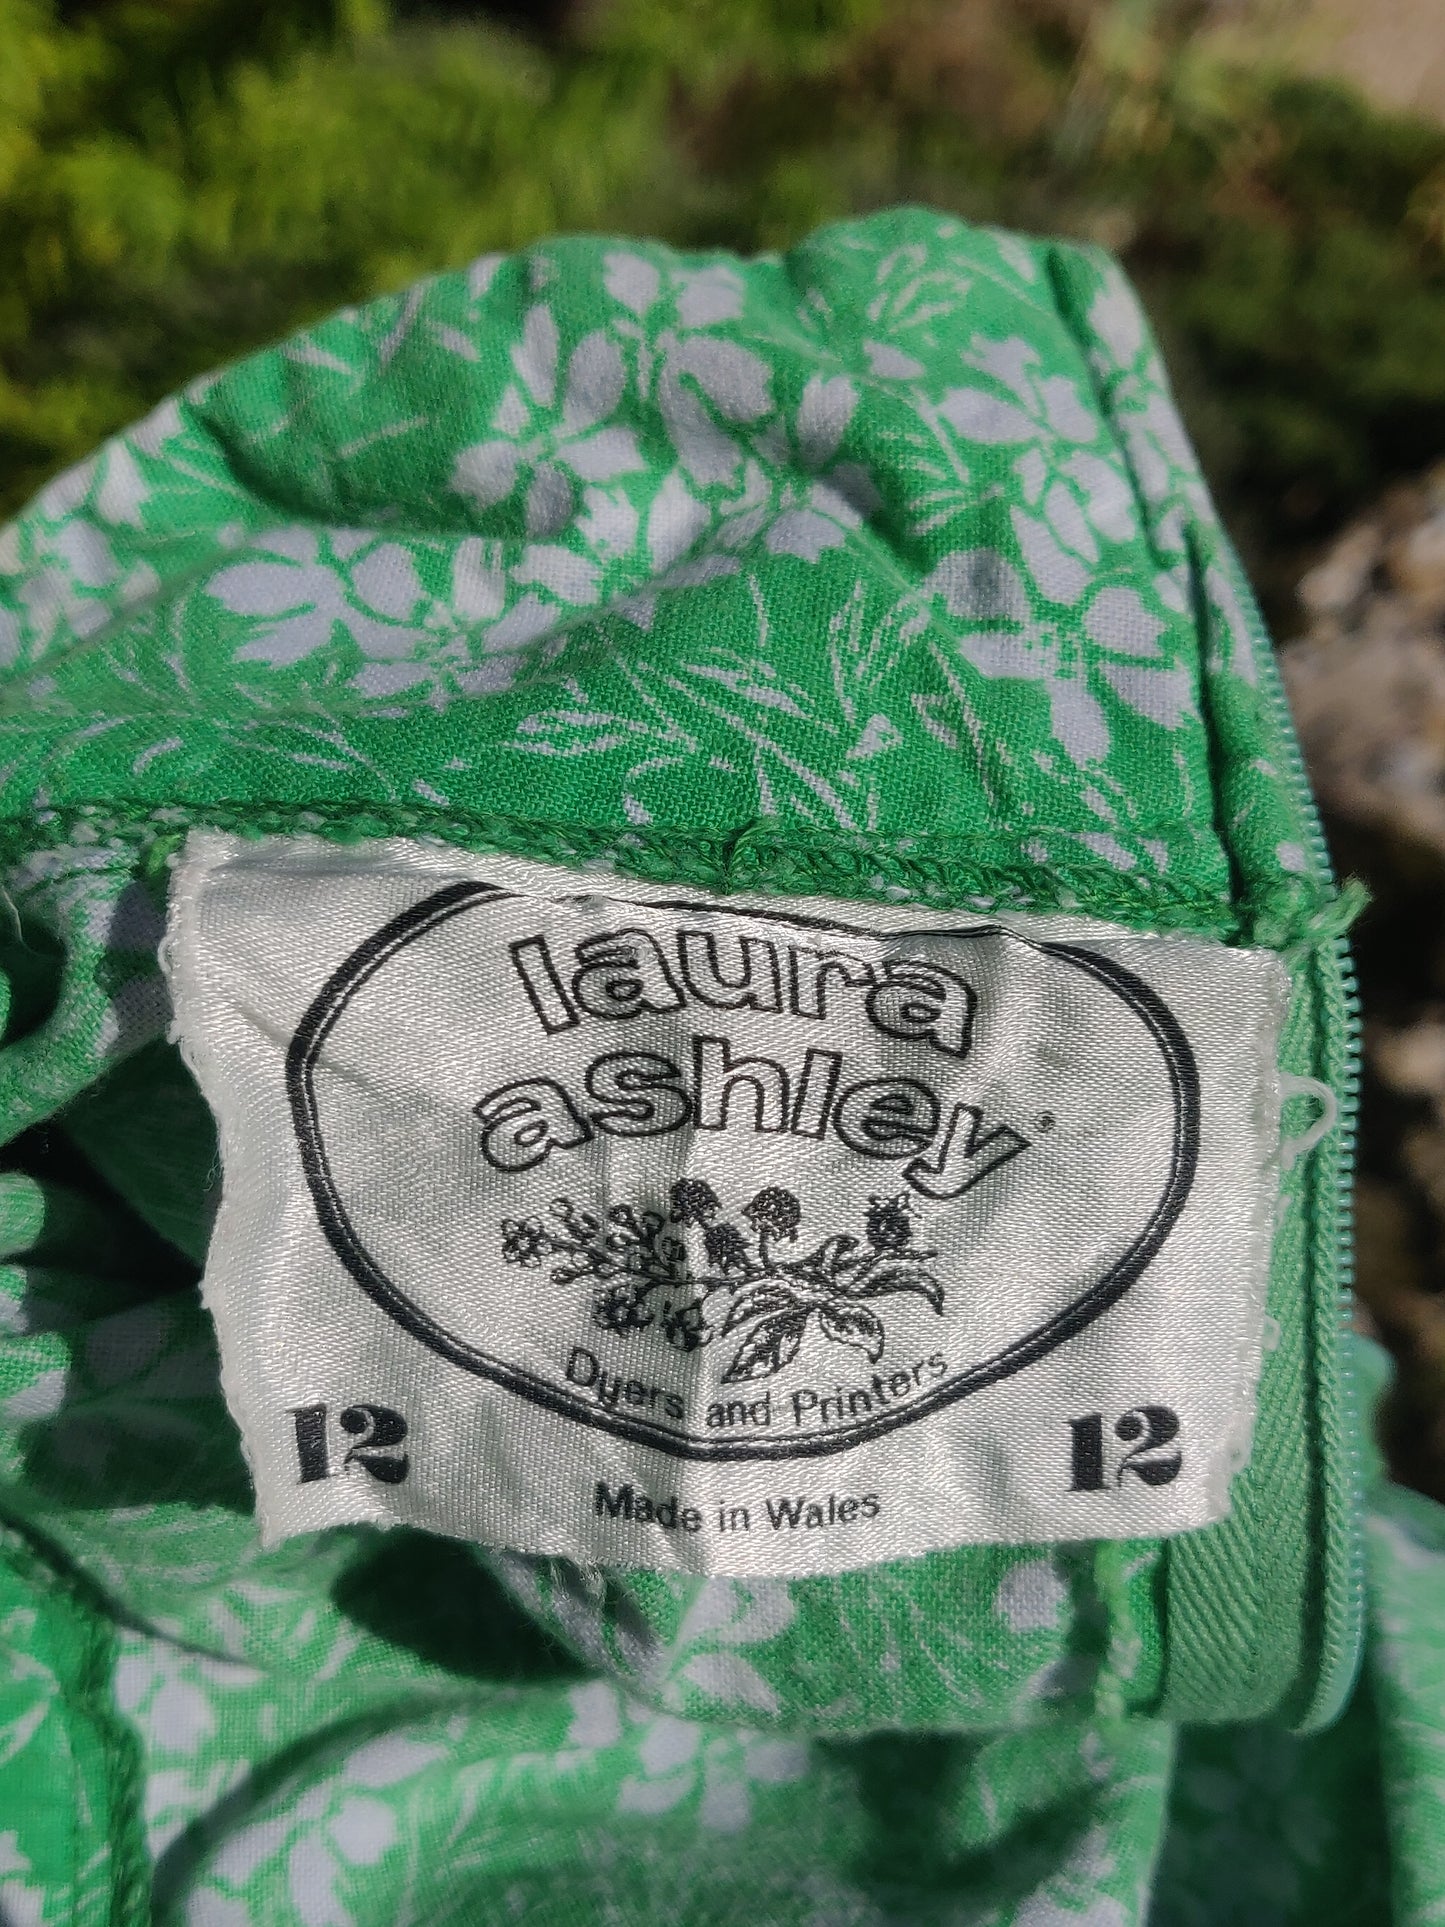 laura
ashley
Dyers and Printers
12 12
Made in Wales